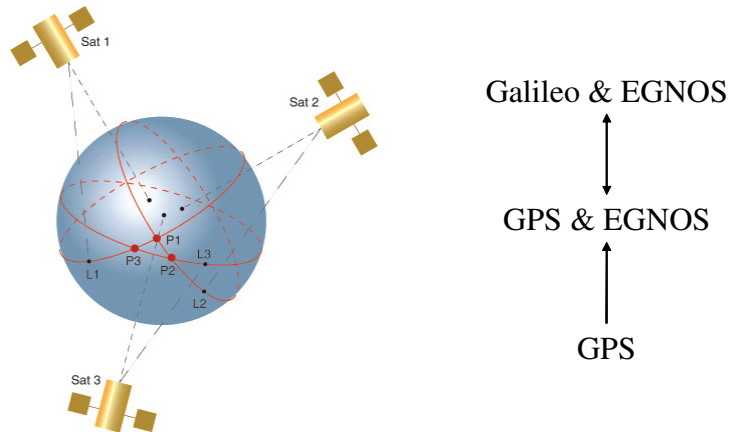 Sat 1
Sat 2
P1
P3
P2
L3
L1
L2
Sat 3
Galileo & EGNOS
GPS & EGNOS
GPS